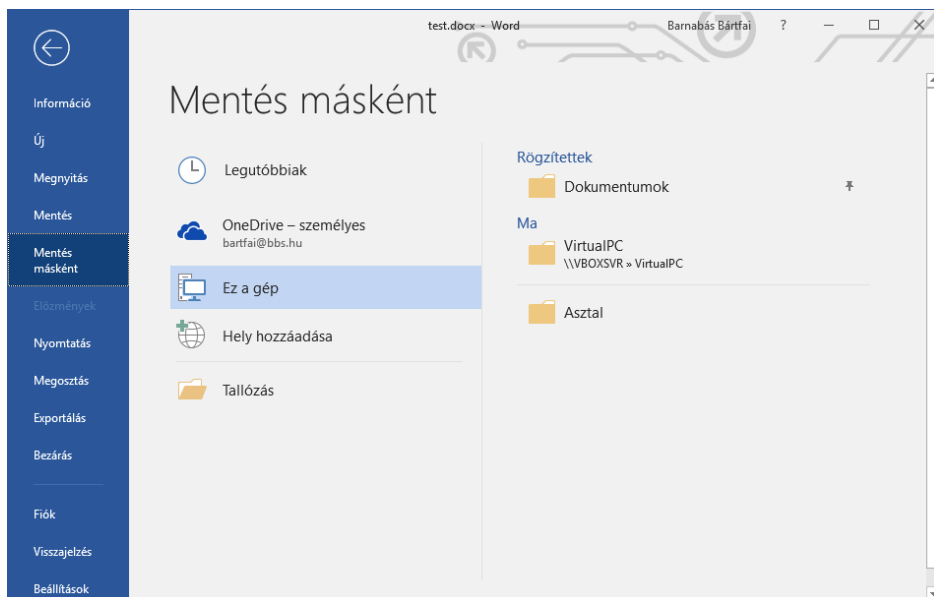 test.docx - Word
Barnabás Bártfai
?
Információ
Új
Megnyitás
Mentés
Mentés
másként
Előzmények
Nyomtatás
Megosztás
Exportálás
Bezárás
Fiók
Visszajelzés
Beállítások
Mentés másként
Legutóbbiak
OneDrive – személyes
bartfai@bbs.hu
Ez a gép
Hely hozzáadása
Tallózás
Rögzítettek
Dokumentumok
Ma
VirtualPC
\\VBOXSVR » VirtualPC
Asztal